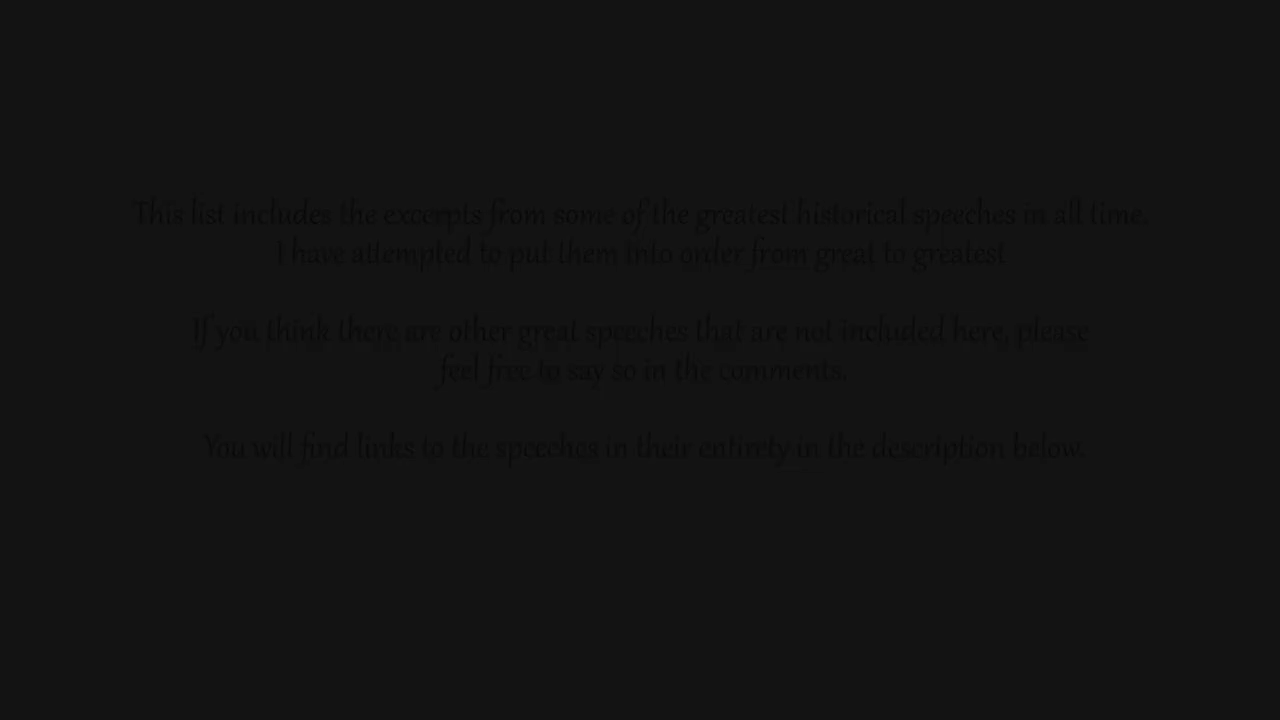 This list includes the excerpts from some of the greatest historical speeches in all time.
I have attempted to put them into order from great to greatest
If you think there are other great speeches that are not included here, please
feel free to say so in the comments.
You will find links to the speeches in their entirety in the description below.